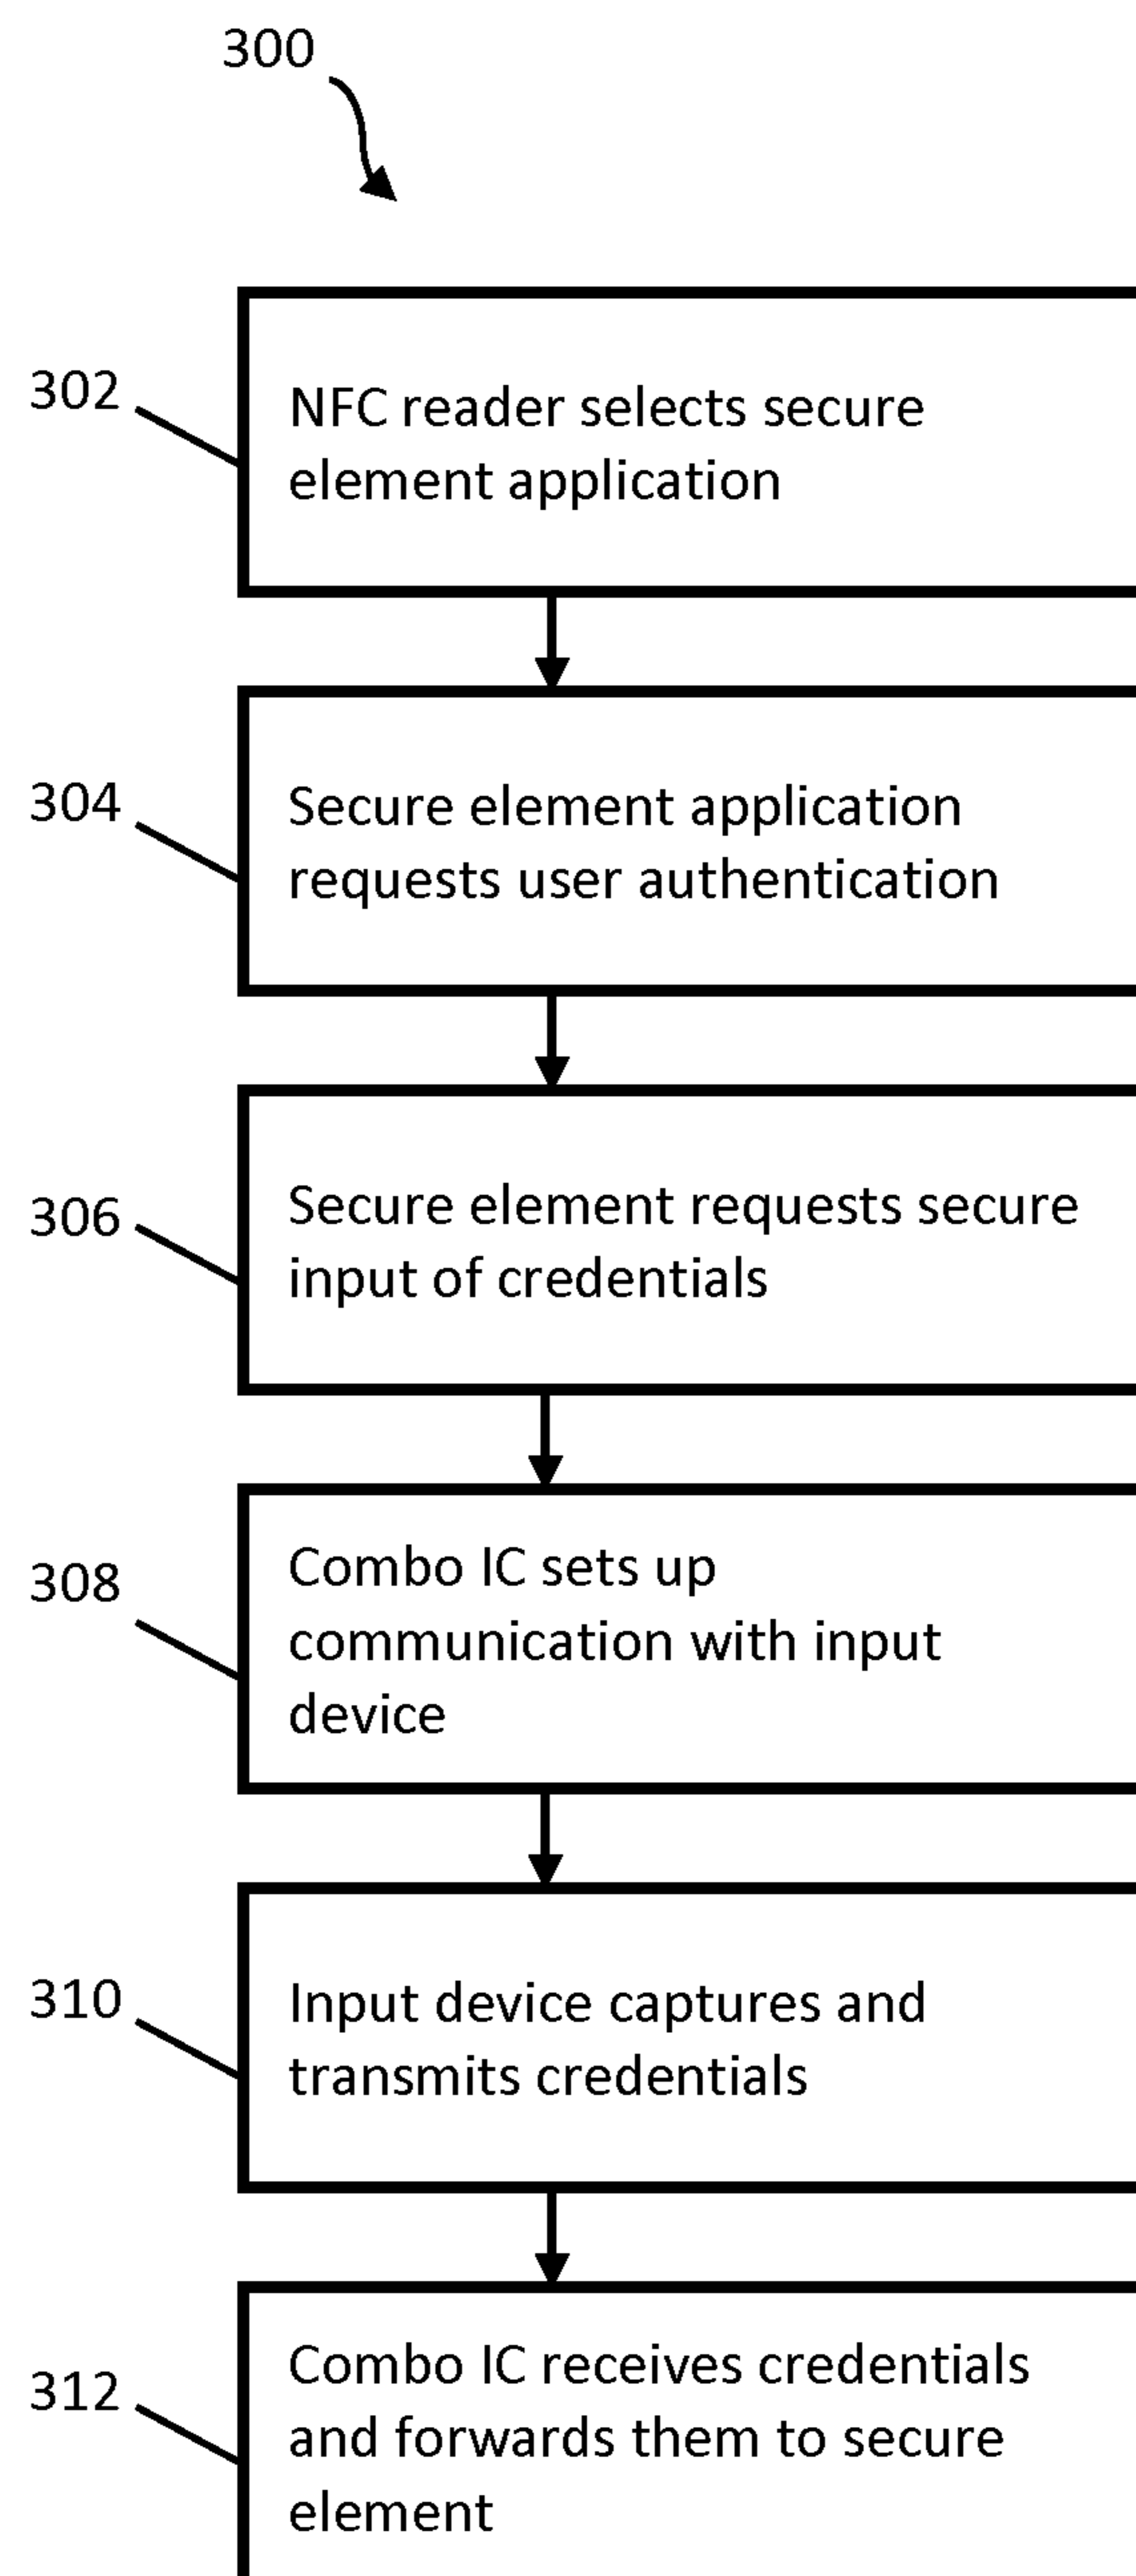 300
302
NFC reader selects secure
element application
304
Secure element application
requests user authentication
306
Secure element requests secure
input of credentials
308
Combo IC sets up
communication with input
device
310
Input device captures and
transmits credentials
312
Combo IC receives credentials
and forwards them to secure
element